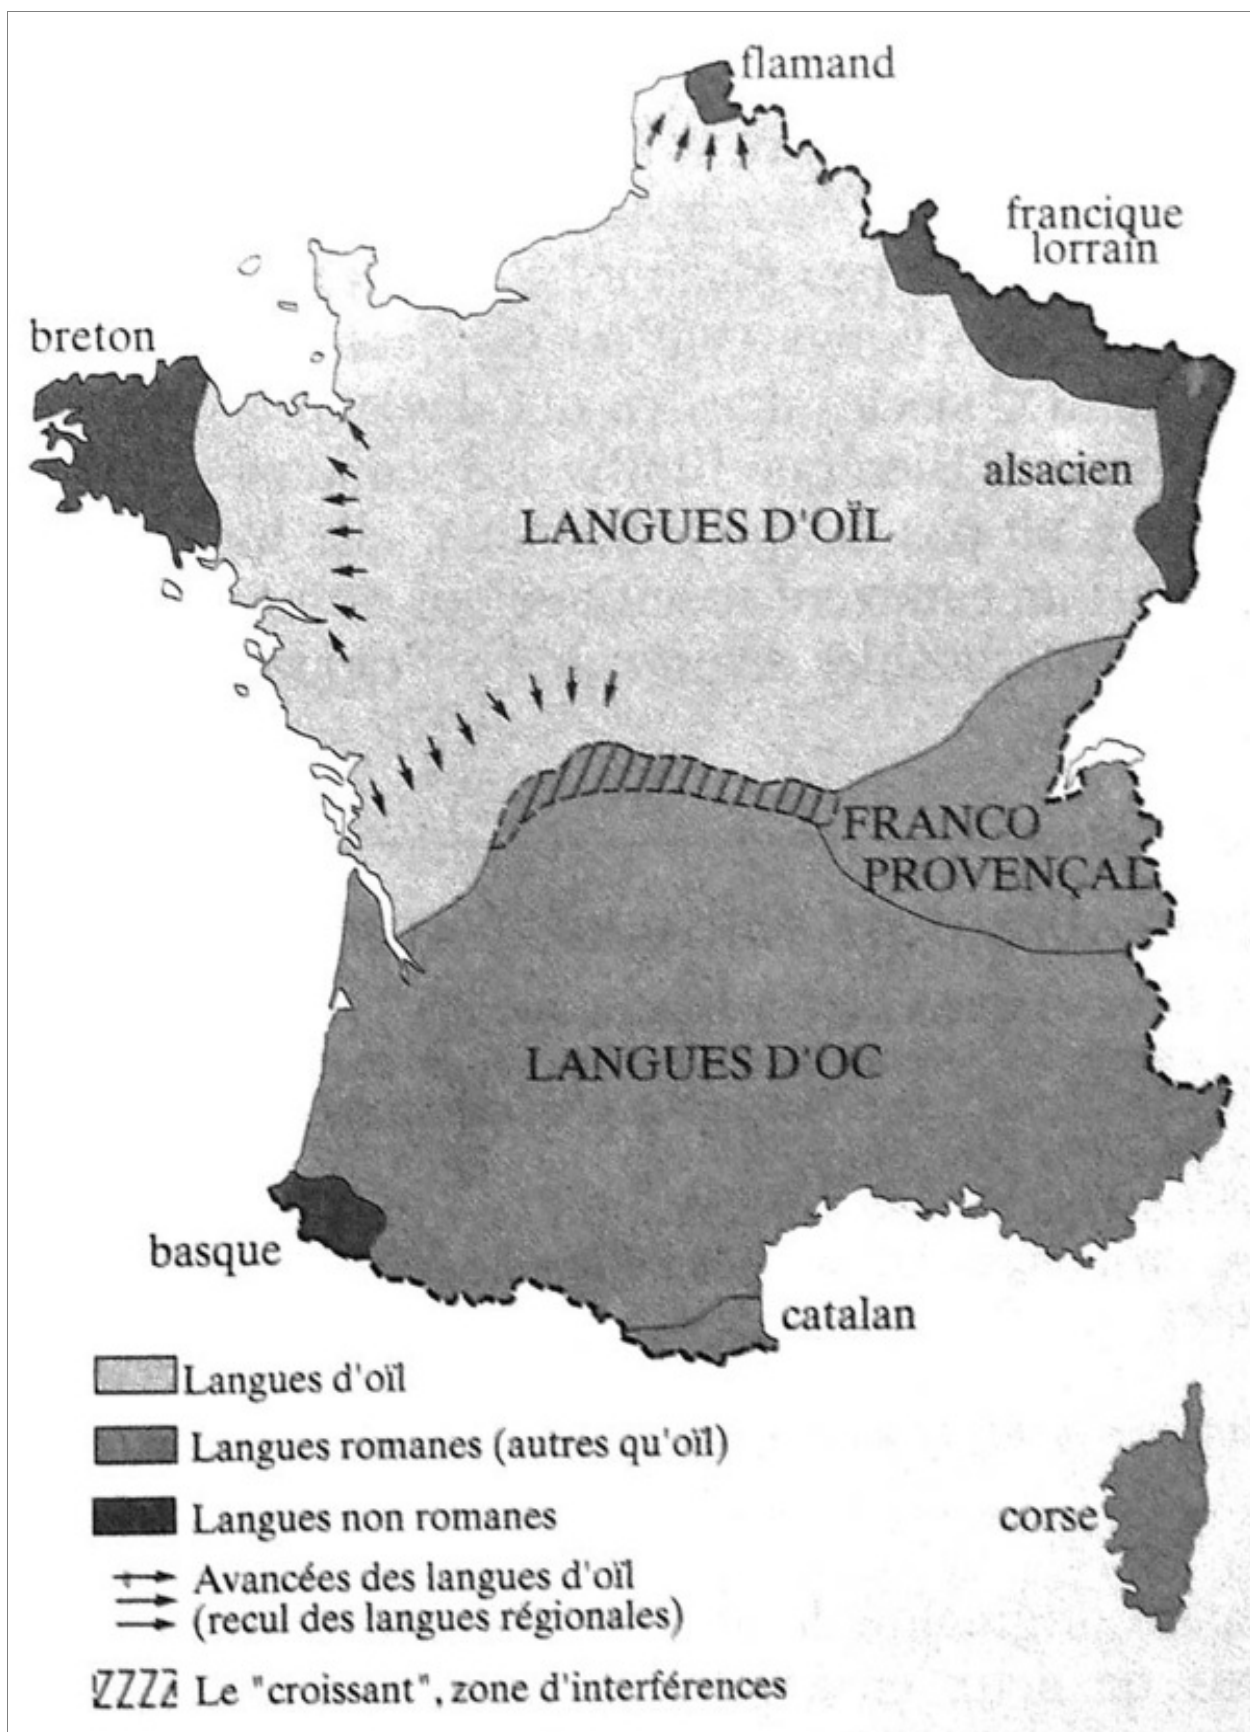 flamand
francique
lorrain
breton
alsacien
LANGUES D'OÏL
FRANCO
PROVENÇAL
LANGUES D'OC
basque
catalan
Langues d'oïl
Langues romanes (autres qu'oïl)
Langues non romanes
corse
Avancées des langues d'oïl
(recul des langues régionales)
Le "croissant", zone d'interférences